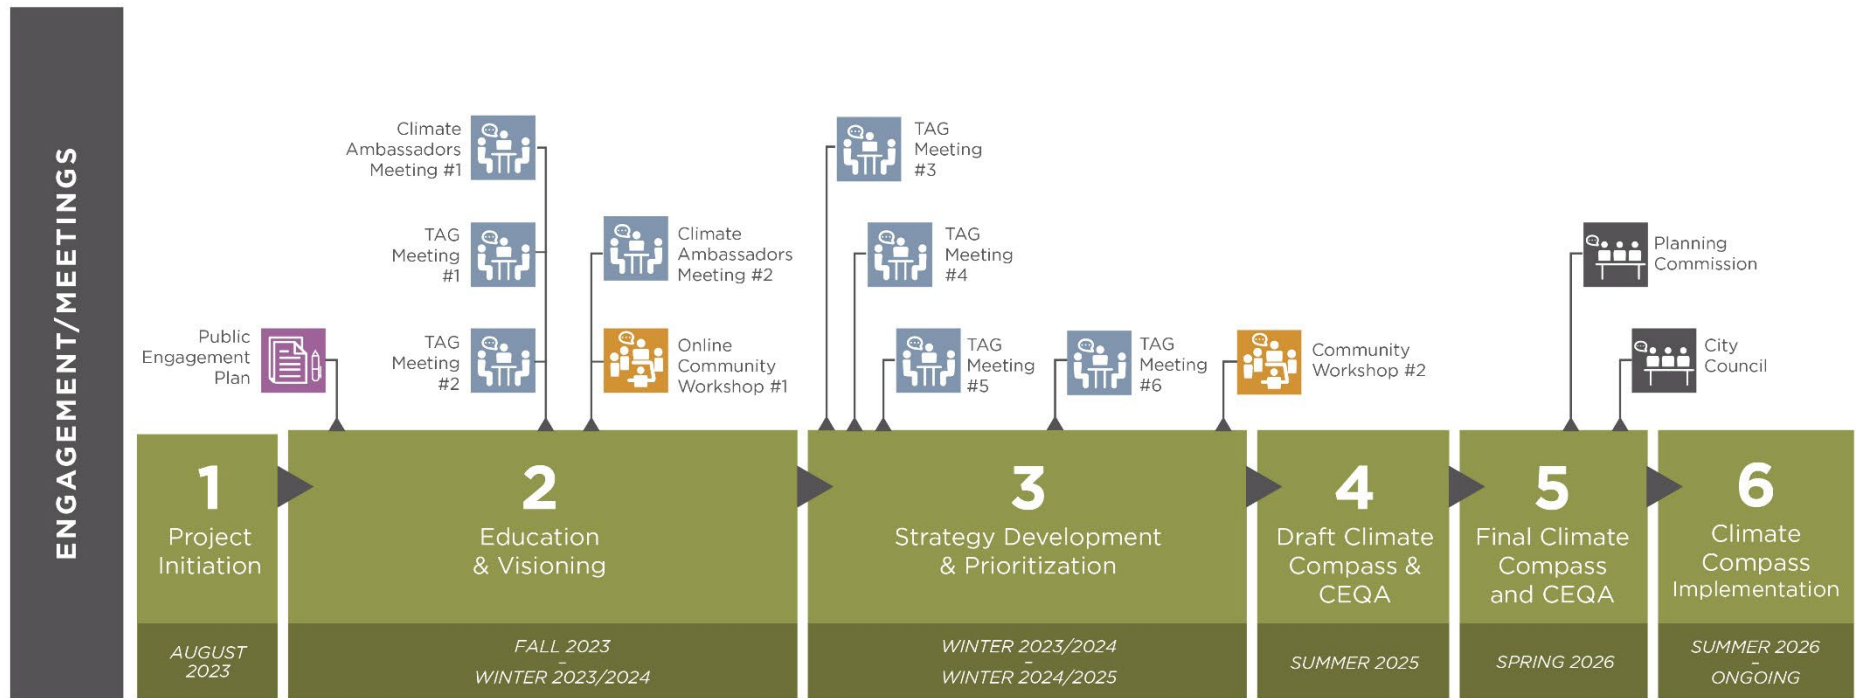 ENGAGEMENT/MEETINGS
Public
Engagement
Plan
Climate
Ambassadors
Meeting #1
TAG
Meeting
#1
TAG
Meeting
#2
Climate
Ambassadors
Meeting #2
Online
Community
Workshop #1
TAG
Meeting
#3
TAG
Meeting
#4
TAG
Meeting
#5
TAG
Meeting
#6
Community
Workshop #2
Planning
Commission
City
Council
1
Project
Initiation
AUGUST
2023
2
Education
& Visioning
FALL 2023
–
WINTER 2023/2024
3
Strategy Development
& Prioritization
WINTER 2023/2024
–
WINTER 2024/2025
4
Draft Climate
Compass &
CEQA
SUMMER 2025
5
Final Climate
Compass
and CEQA
SPRING 2026
6
Climate
Compass
Implementation
SUMMER 2026
–
ONGOING